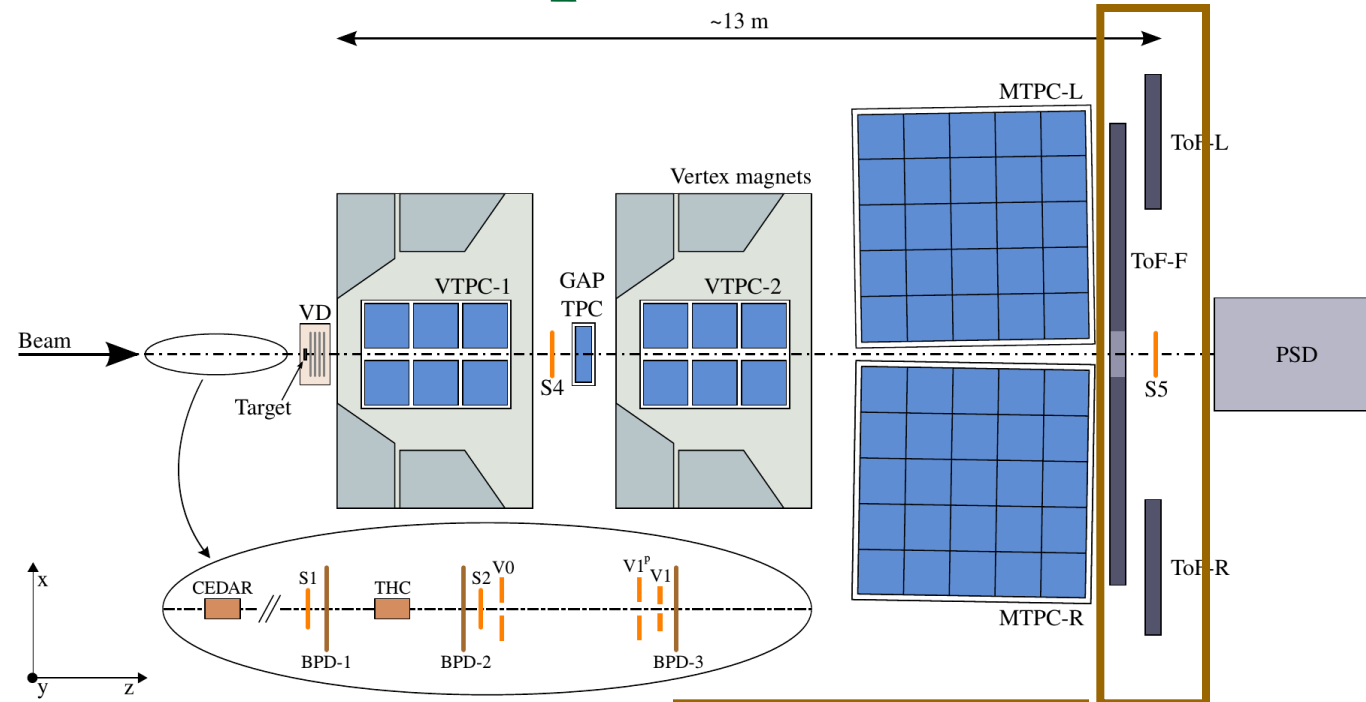 ~13 m
MTPC-L
ToF-L
Vertex magnets
ToF-F
GAP
TPC
VTPC-1
VTPC-2
VD
Beam
PSD
S4
S5
Target
ToF-R
MTPC-R
CEDAR
S1
THC
S2
V0
V1ᵖ
V1
BPD-1
BPD-2
BPD-3
x
y
z